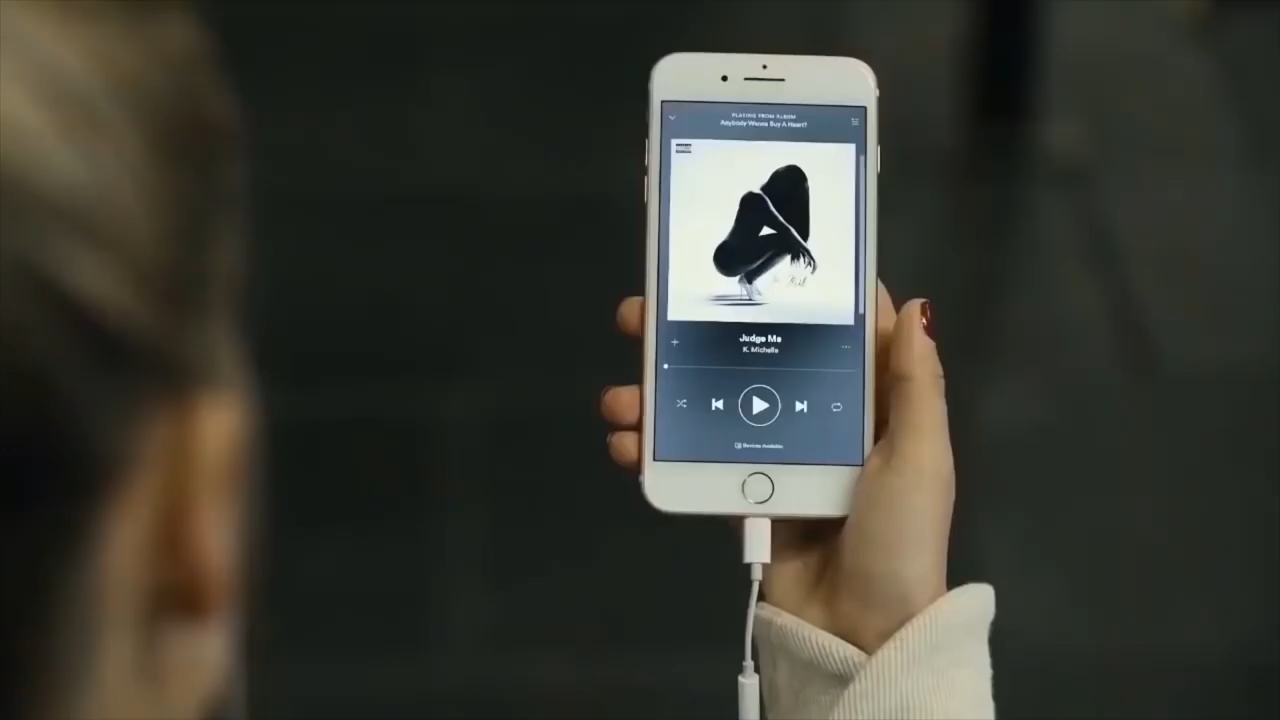 PLAYING FROM ALBUM
Anybody Wanna Buy A Heart?
Judge Me
K. Michelle
Devices Available